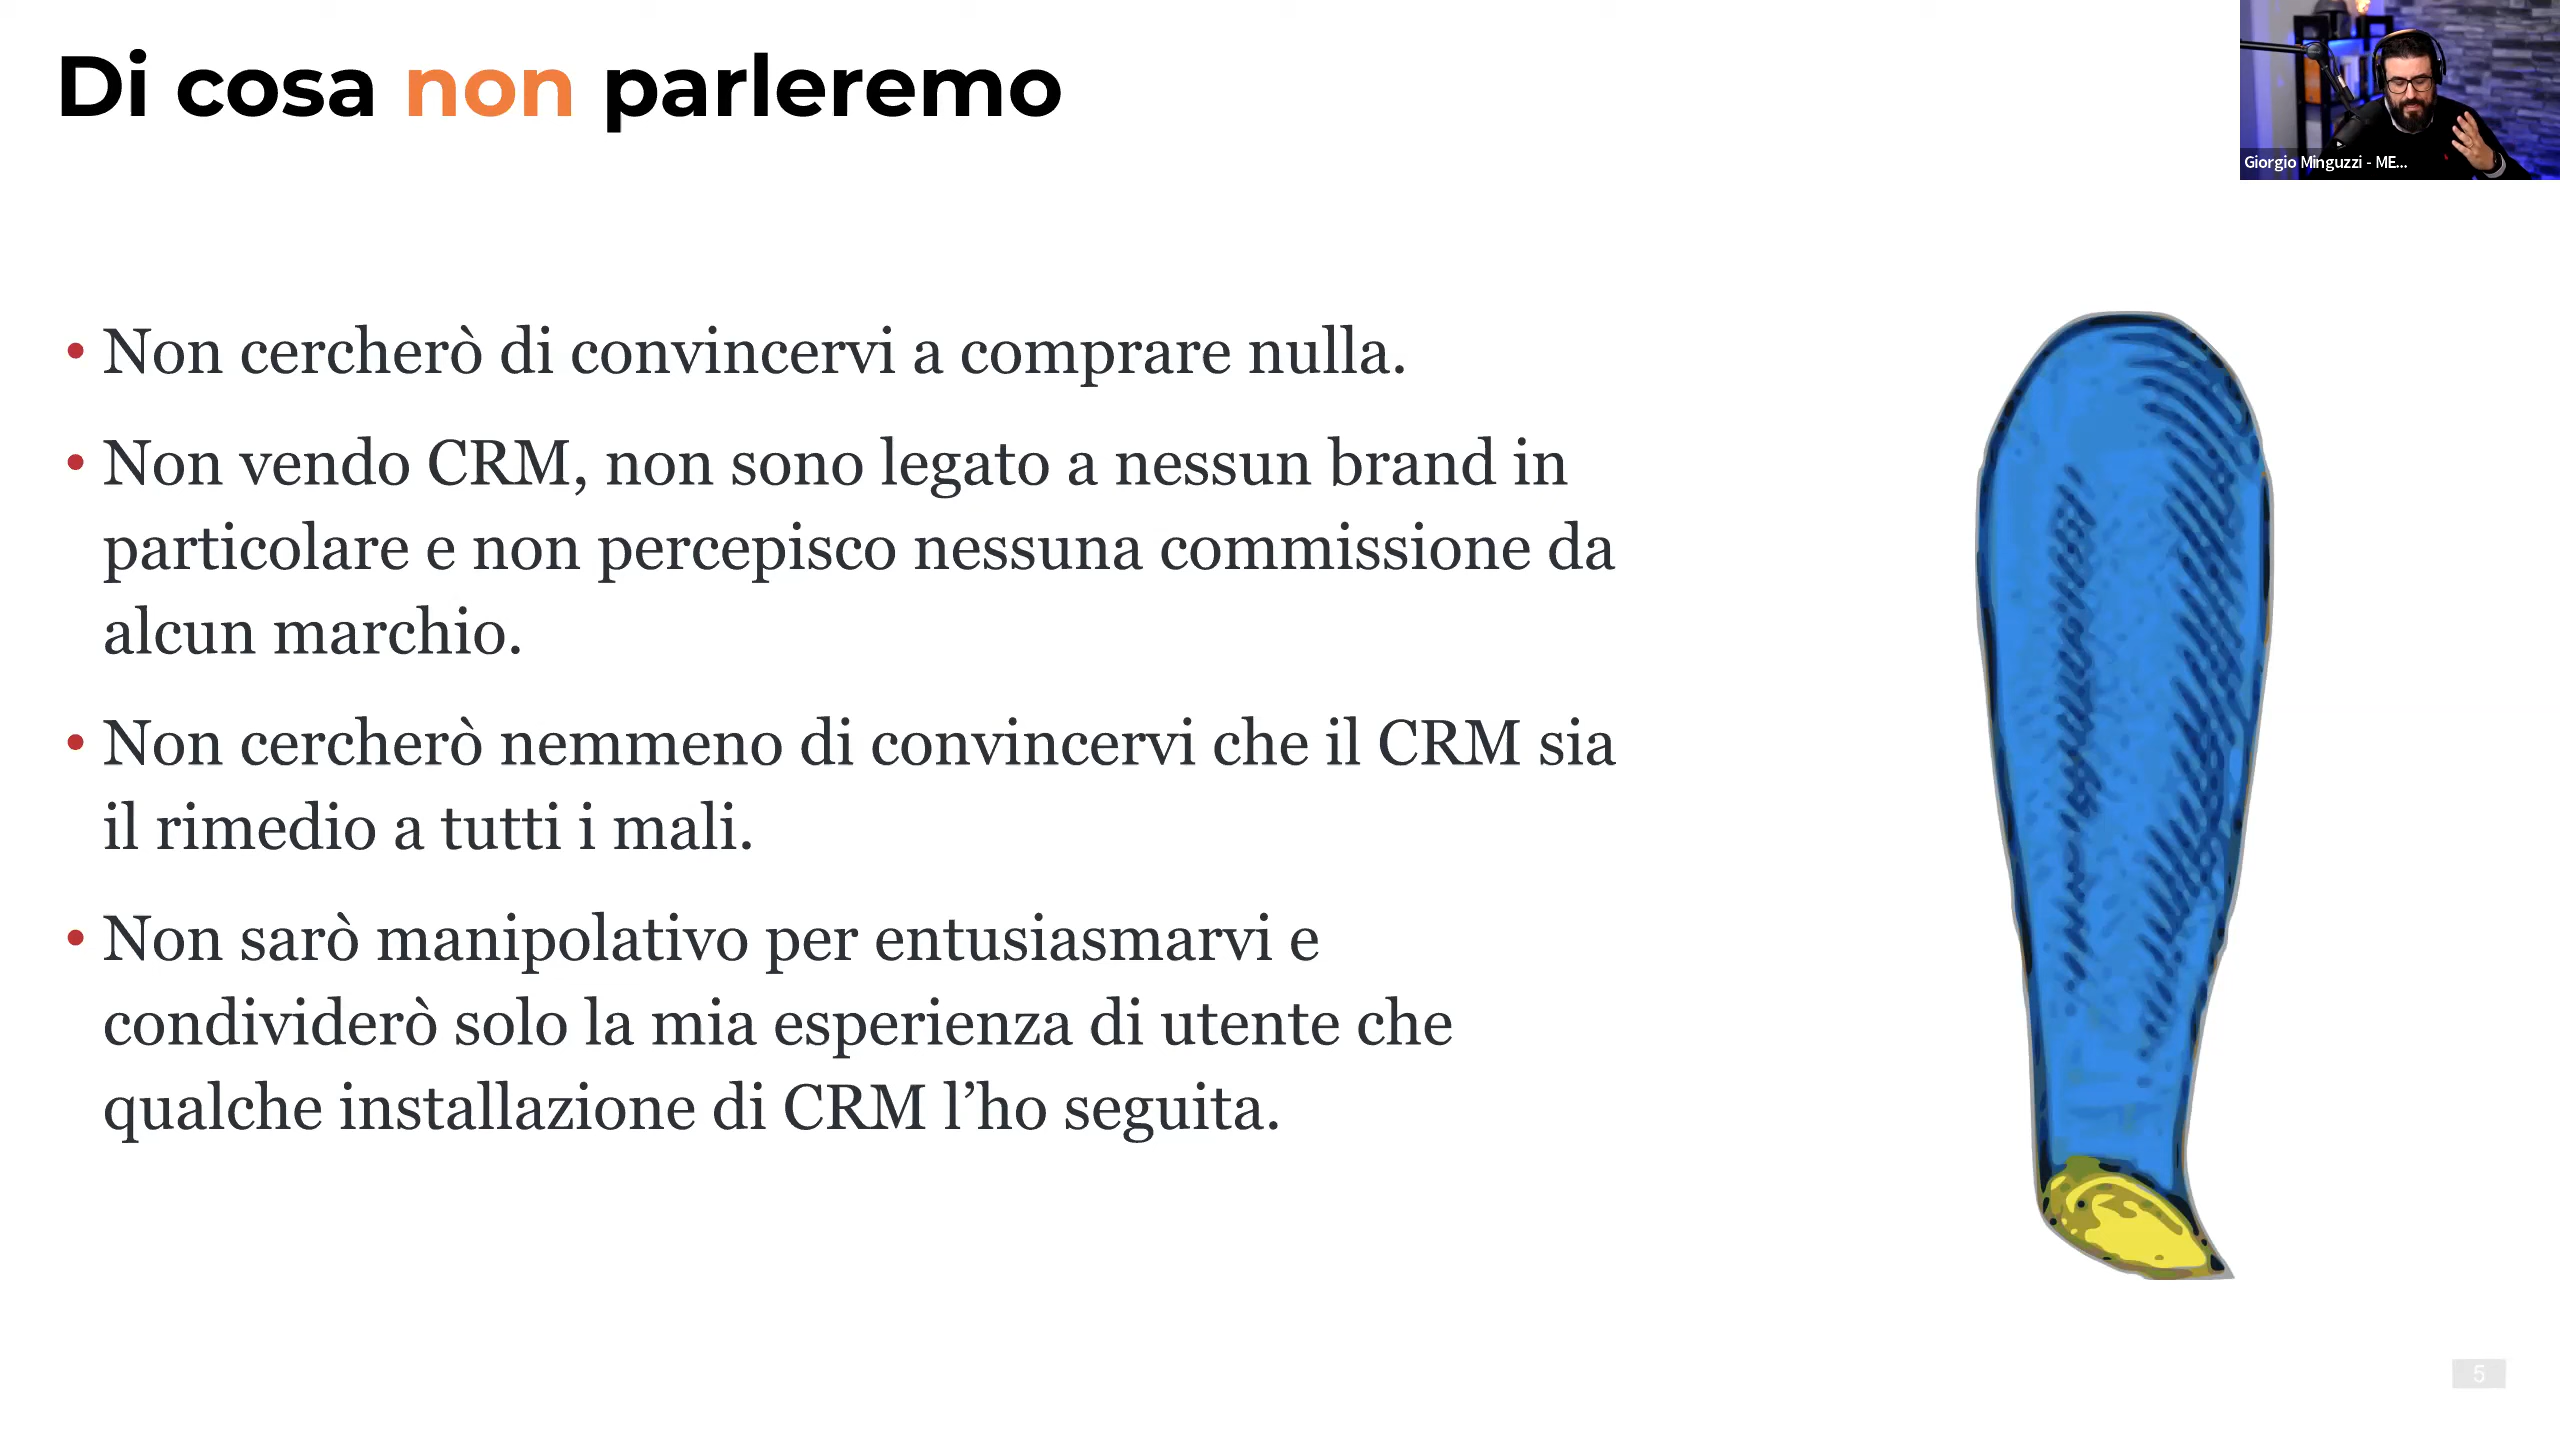 Di cosa non parleremo
Giorgio Minguzzi - ME...
• Non cercherò di convincervi a comprare nulla.
• Non vendo CRM, non sono legato a nessun brand in
particolare e non percepisco nessuna commissione da
alcun marchio.
• Non cercherò nemmeno di convincervi che il CRM sia
il rimedio a tutti i mali.
• Non sarò manipolativo per entusiasmarvi e
condividerò solo la mia esperienza di utente che
qualche installazione di CRM l’ho seguita.
5